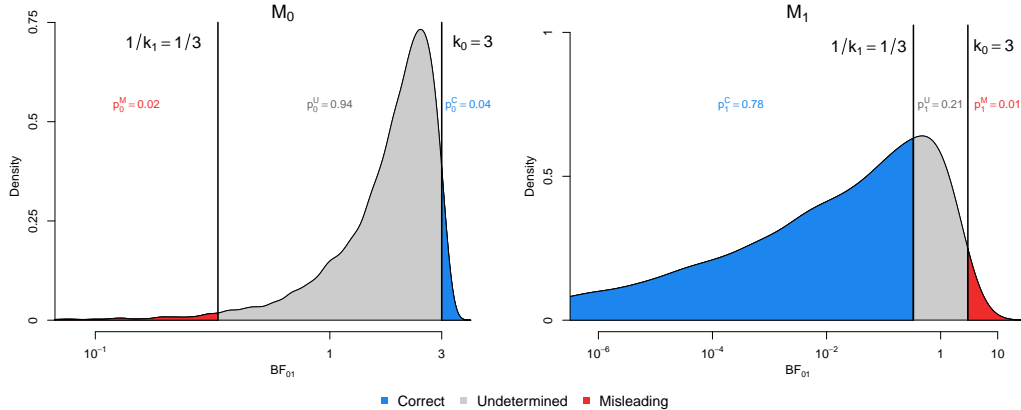 M₀
0.75
0.5
0.25
0
Density
1/k₁ = 1/3
k₀ = 3
p₀ᴹ = 0.02
p₀ᵁ = 0.94
p₀ᶜ = 0.04
10⁻¹
1
3
BF₀₁
M₁
1
0.5
0
Density
1/k₁ = 1/3
k₀ = 3
p₁ᶜ = 0.78
p₁ᵁ = 0.21
p₁ᴹ = 0.01
10⁻⁶
10⁻⁴
10⁻²
1
10
BF₀₁
Correct Undetermined Misleading